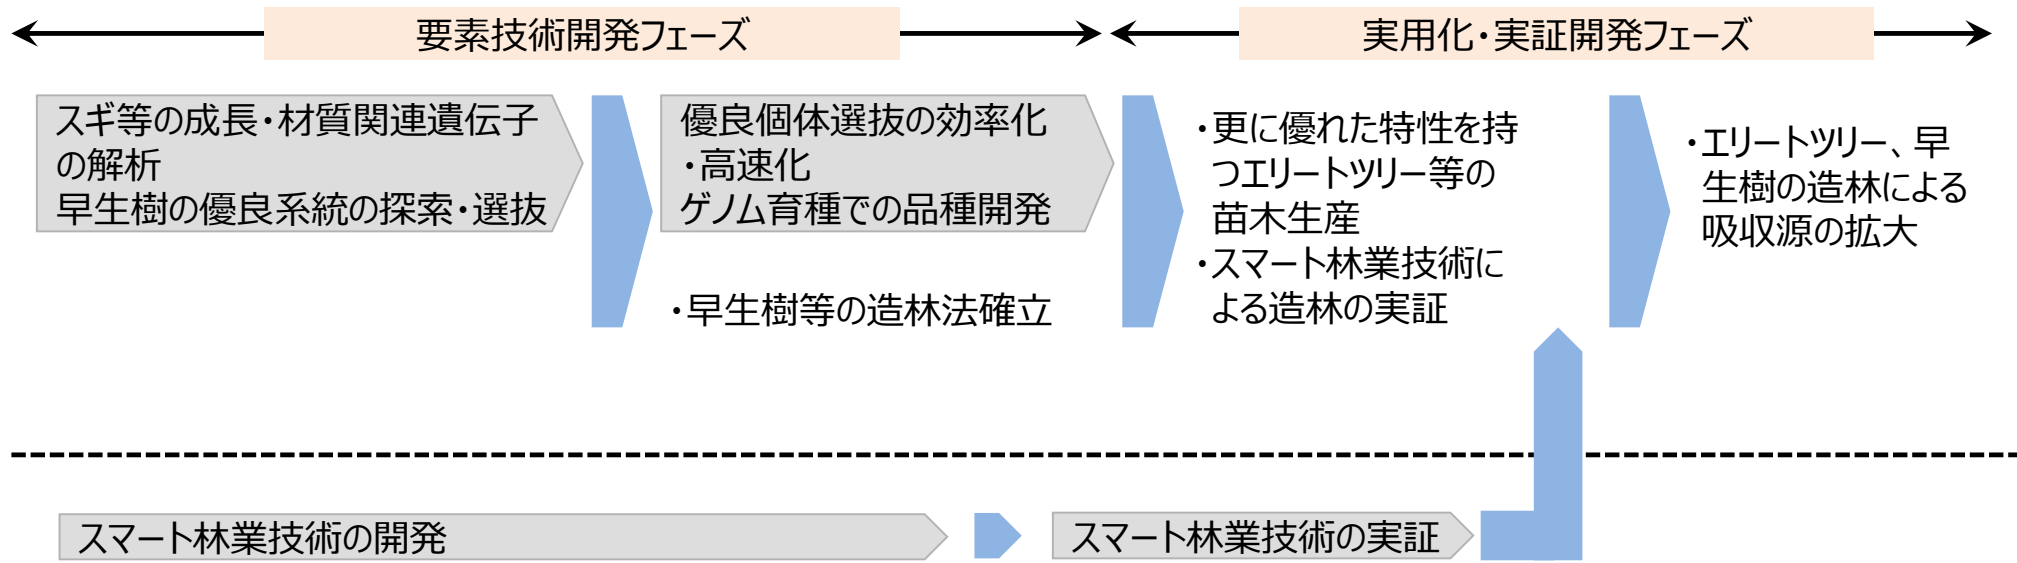 要素技術開発フェーズ
実用化・実証開発フェーズ
スギ等の成長・材質関連遺伝子
の解析
早生樹の優良系統の探索・選抜
優良個体選抜の効率化
・高速化
ゲノム育種での品種開発
・早生樹等の造林法確立
・更に優れた特性を持
つエリートツリー等の
苗木生産
・スマート林業技術に
よる造林の実証
・エリートツリー、早
生樹の造林による
吸収源の拡大
スマート林業技術の開発
スマート林業技術の実証